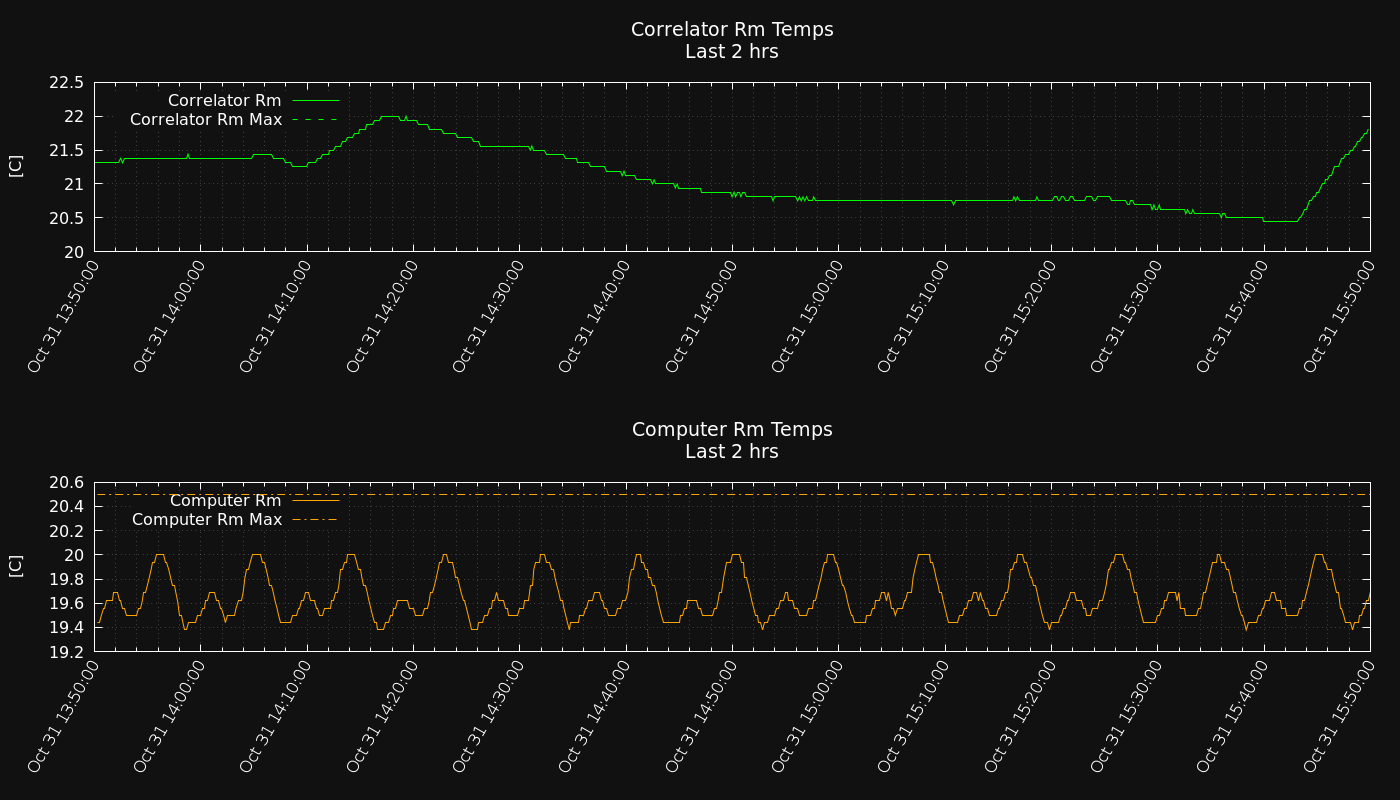 Correlator Rm Temps
Last 2 hrs
22.5
22
21.5
21
20.5
20
[C]
Correlator Rm
Correlator Rm Max
Oct 31 13:50:00
Oct 31 14:00:00
Oct 31 14:10:00
Oct 31 14:20:00
Oct 31 14:30:00
Oct 31 14:40:00
Oct 31 14:50:00
Oct 31 15:00:00
Oct 31 15:10:00
Oct 31 15:20:00
Oct 31 15:30:00
Oct 31 15:40:00
Oct 31 15:50:00
Computer Rm Temps
Last 2 hrs
20.6
20.4
20.2
20
19.8
19.6
19.4
19.2
[C]
Computer Rm
Computer Rm Max
Oct 31 13:50:00
Oct 31 14:00:00
Oct 31 14:10:00
Oct 31 14:20:00
Oct 31 14:30:00
Oct 31 14:40:00
Oct 31 14:50:00
Oct 31 15:00:00
Oct 31 15:10:00
Oct 31 15:20:00
Oct 31 15:30:00
Oct 31 15:40:00
Oct 31 15:50:00